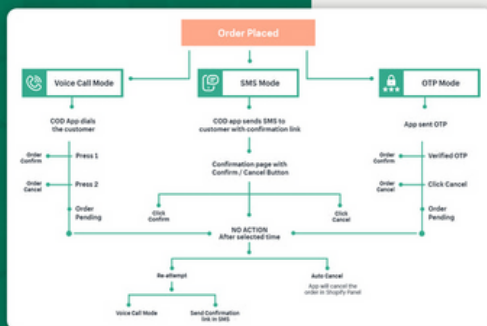 Order Placed
Voice Call Mode
SMS Mode
OTP Mode
COD App dials
the customer
COD app sends SMS to
customer with confirmation link
App sent OTP
Order
Confirm
Press 1
Order
Cancel
Press 2
Order
Pending
Confirmation page with
Confirm / Cancel Button
Order
Confirm
Verified OTP
Order
Cancel
Click Cancel
Order
Pending
Click
Confirm
Click
Cancel
NO ACTION
After selected time
Re-attempt
Auto Cancel
App will cancel the
order in Shopify Panel
Voice Call Mode
Send Confirmation
link in SMS